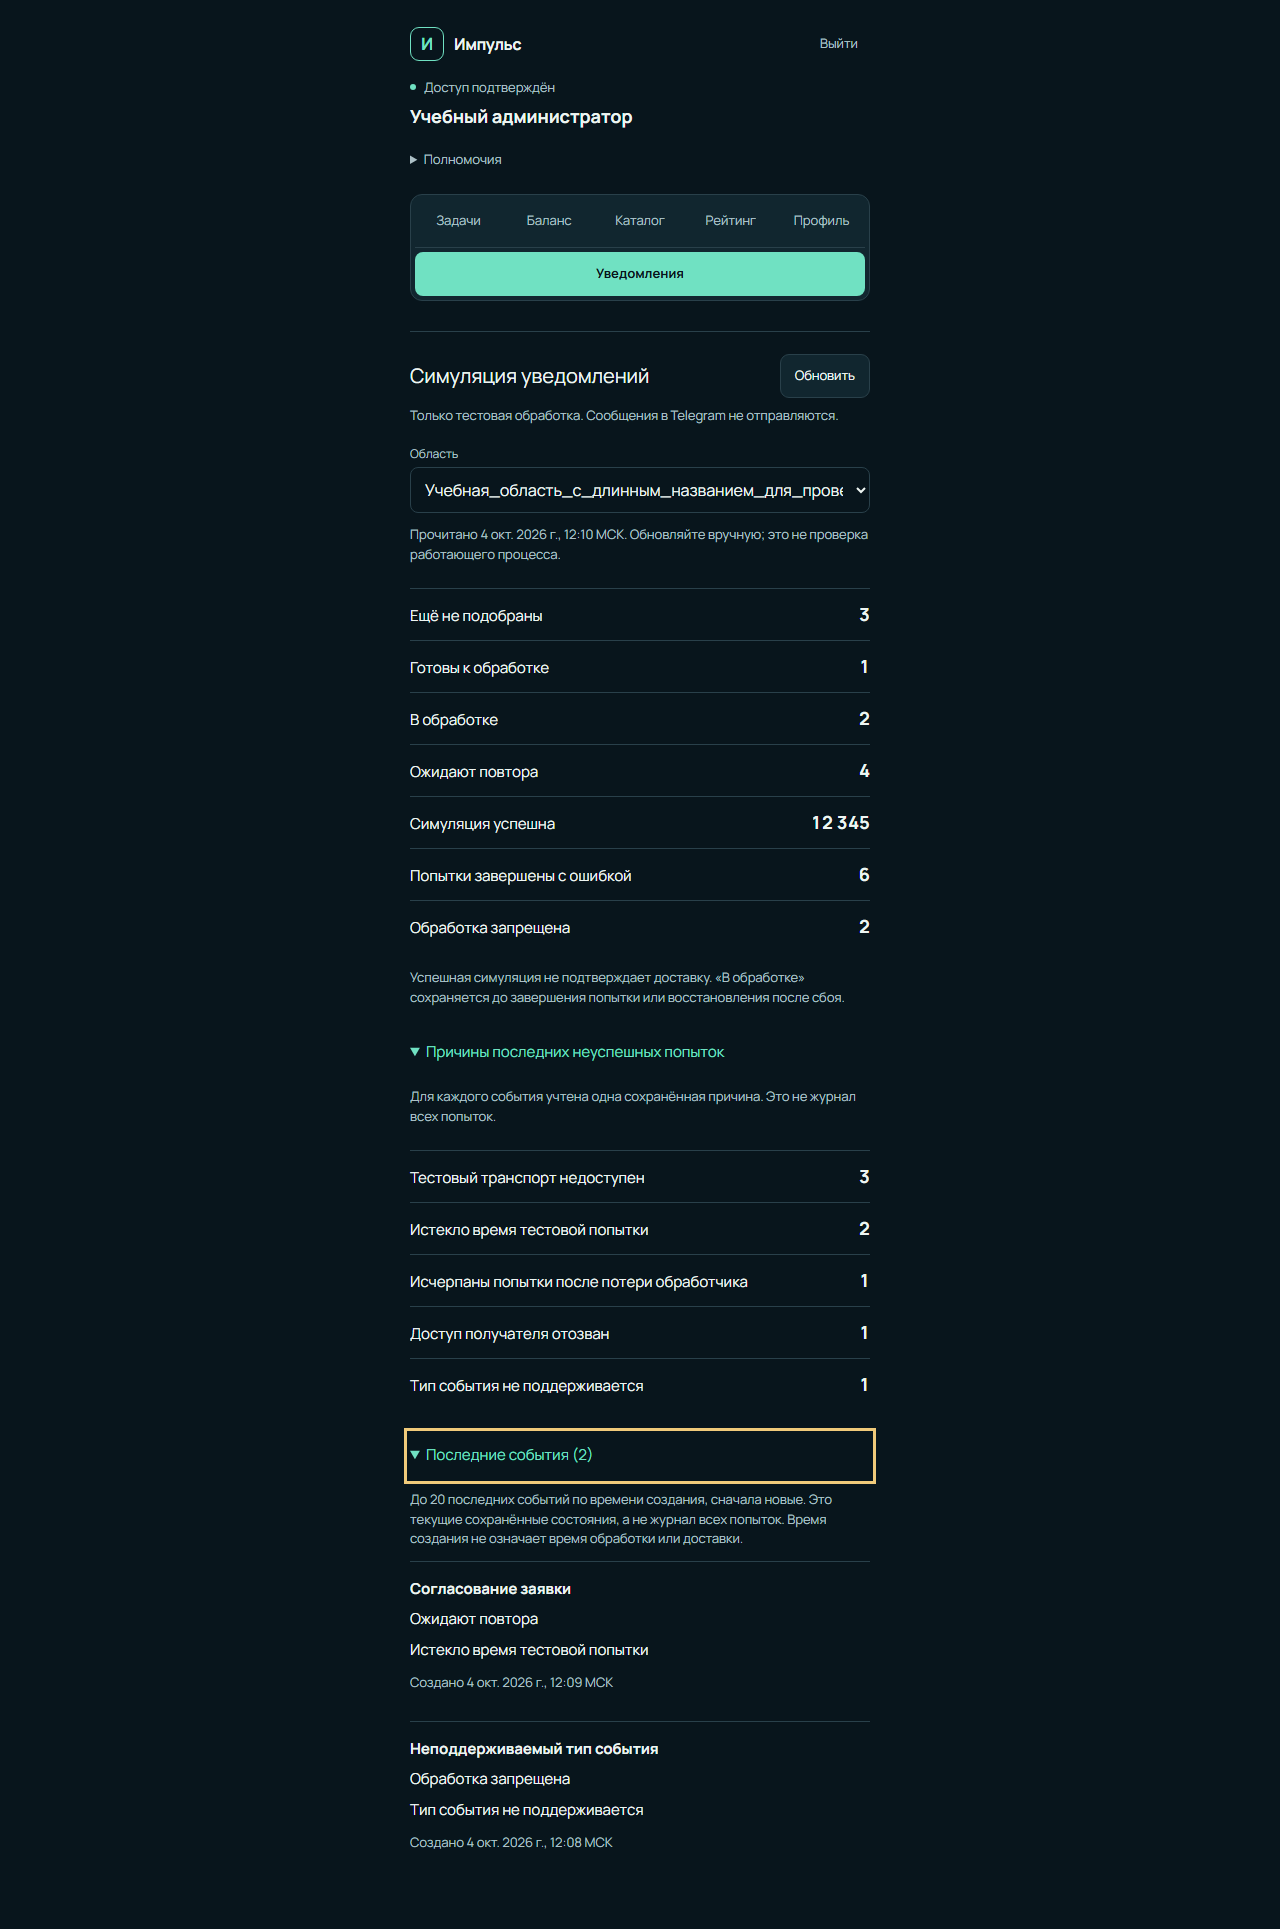 И Импульс Выйти
Доступ подтверждён
Учебный администратор
Полномочия
Задачи Баланс Каталог Рейтинг Профиль
Уведомления
Симуляция уведомлений Обновить
Только тестовая обработка. Сообщения в Telegram не отправляются.
Область
Учебная_область_с_длинным_названием_для_прове
Прочитано 4 окт. 2026 г., 12:10 МСК. Обновляйте вручную; это не проверка
работающего процесса.
Ещё не подобраны 3
Готовы к обработке 1
В обработке 2
Ожидают повтора 4
Симуляция успешна 12 345
Попытки завершены с ошибкой 6
Обработка запрещена 2
Успешная симуляция не подтверждает доставку. «В обработке»
сохраняется до завершения попытки или восстановления после сбоя.
Причины последних неуспешных попыток
Для каждого события учтена одна сохранённая причина. Это не журнал
всех попыток.
Тестовый транспорт недоступен 3
Истекло время тестовой попытки 2
Исчерпаны попытки после потери обработчика 1
Доступ получателя отозван 1
Тип события не поддерживается 1
Последние события (2)
До 20 последних событий по времени создания, сначала новые. Это
текущие сохранённые состояния, а не журнал всех попыток. Время
создания не означает время обработки или доставки.
Согласование заявки
Ожидают повтора
Истекло время тестовой попытки
Создано 4 окт. 2026 г., 12:09 МСК
Неподдерживаемый тип события
Обработка запрещена
Тип события не поддерживается
Создано 4 окт. 2026 г., 12:08 МСК